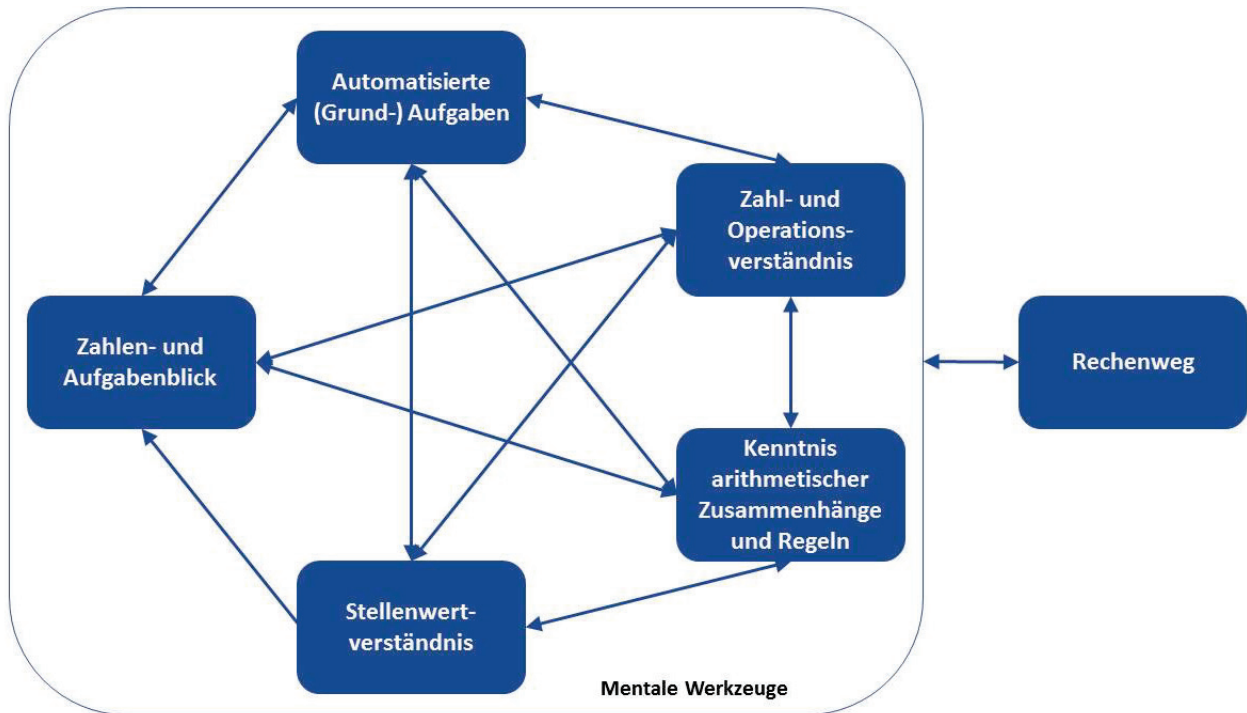 Automatisierte
(Grund-) Aufgaben
Zahl- und
Operations-
verständnis
Zahlen- und
Aufgabenblick
Rechenweg
Kenntnis
arithmetischer
Zusammenhänge
und Regeln
Stellenwert-
verständnis
Mentale Werkzeuge